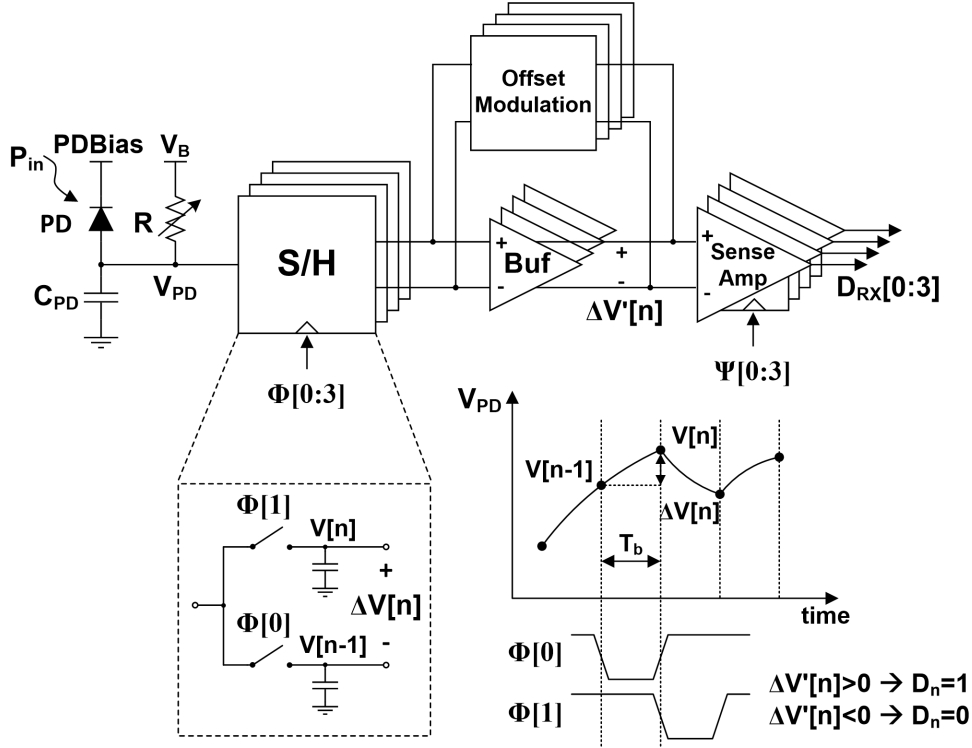 Offset
Modulation
P_in
PDBias
V_B
PD
R
S/H
+
Buf
-
+
-
ΔV'[n]
+
Sense
Amp
-
D_RX[0:3]
C_PD
V_PD
Φ[0:3]
Ψ[0:3]
V_PD
V[n]
V[n-1]
ΔV[n]
T_b
time
Φ[1]
V[n]
+
ΔV[n]
Φ[0]
V[n-1]
-
Φ[0]
Φ[1]
ΔV'[n]>0 → D_n=1
ΔV'[n]<0 → D_n=0